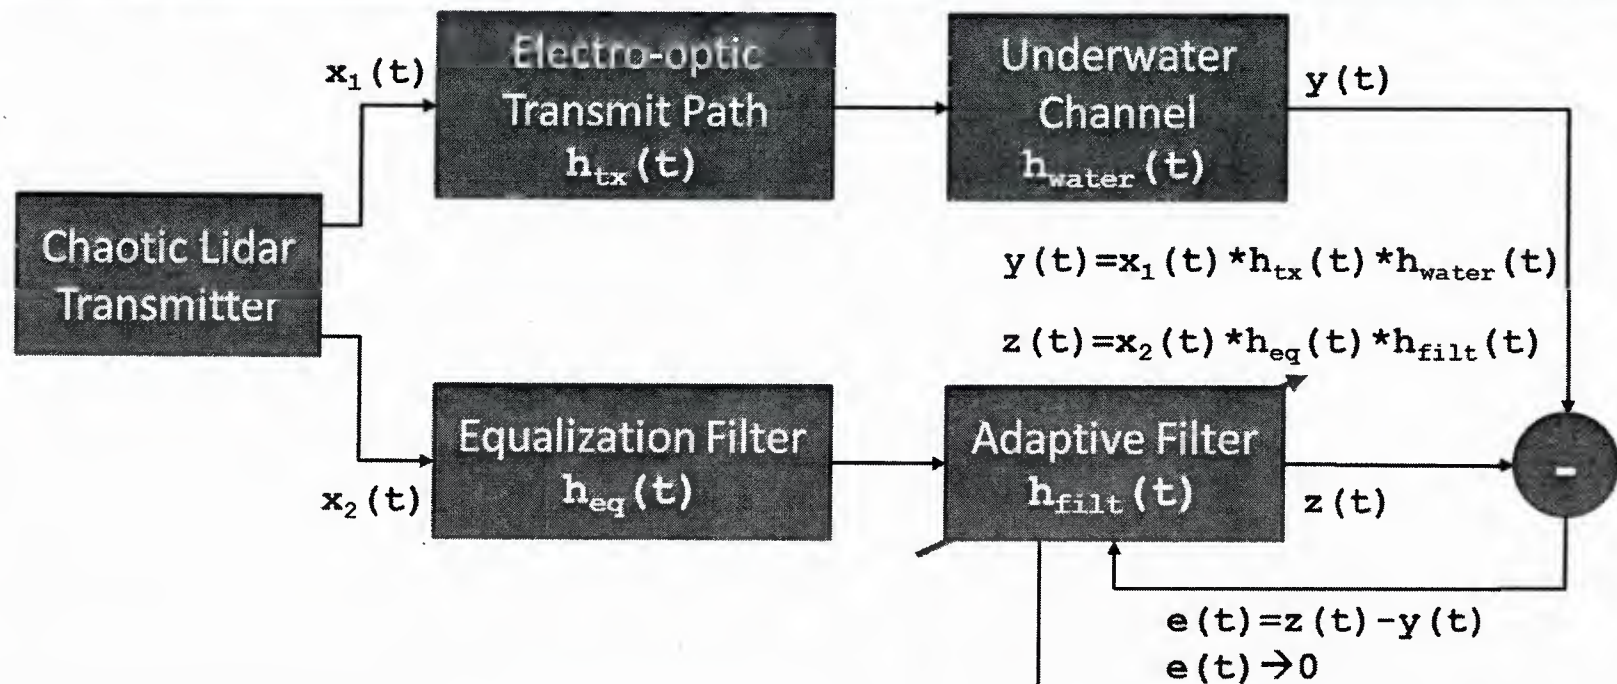 x₁(t)
Electro-optic
Transmit Path
h_tx(t)
Underwater
Channel
h_water(t)
y(t)
Chaotic Lidar
Transmitter
y(t)=x₁(t)*h_tx(t)*h_water(t)
z(t)=x₂(t)*h_eq(t)*h_filt(t)
x₂(t)
Equalization Filter
h_eq(t)
Adaptive Filter
h_filt(t)
z(t)
-
e(t)=z(t)-y(t)
e(t)→0